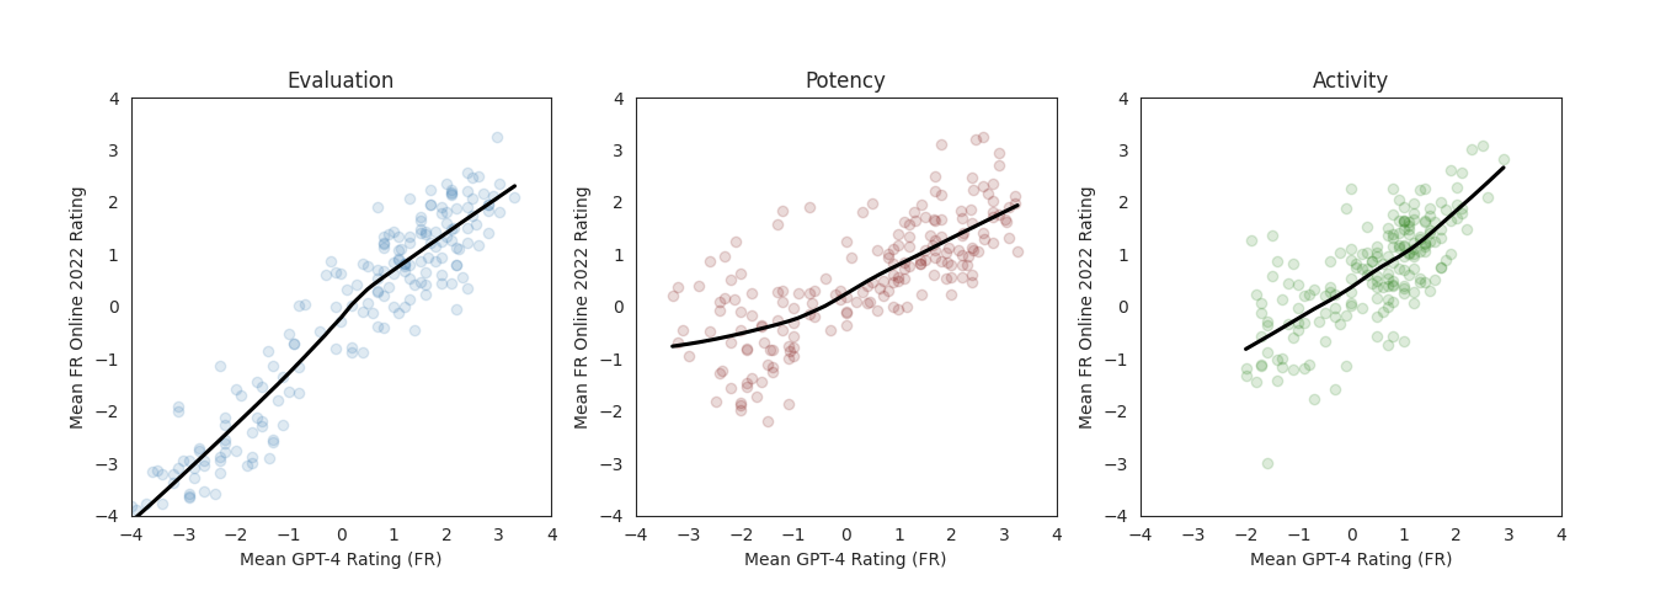 Evaluation
4
3
2
1
0
−1
−2
−3
−4
Mean FR Online 2022 Rating
−4 −3 −2 −1 0 1 2 3 4
Mean GPT-4 Rating (FR)
Potency
4
3
2
1
0
−1
−2
−3
−4
Mean FR Online 2022 Rating
−4 −3 −2 −1 0 1 2 3 4
Mean GPT-4 Rating (FR)
Activity
4
3
2
1
0
−1
−2
−3
−4
Mean FR Online 2022 Rating
−4 −3 −2 −1 0 1 2 3 4
Mean GPT-4 Rating (FR)